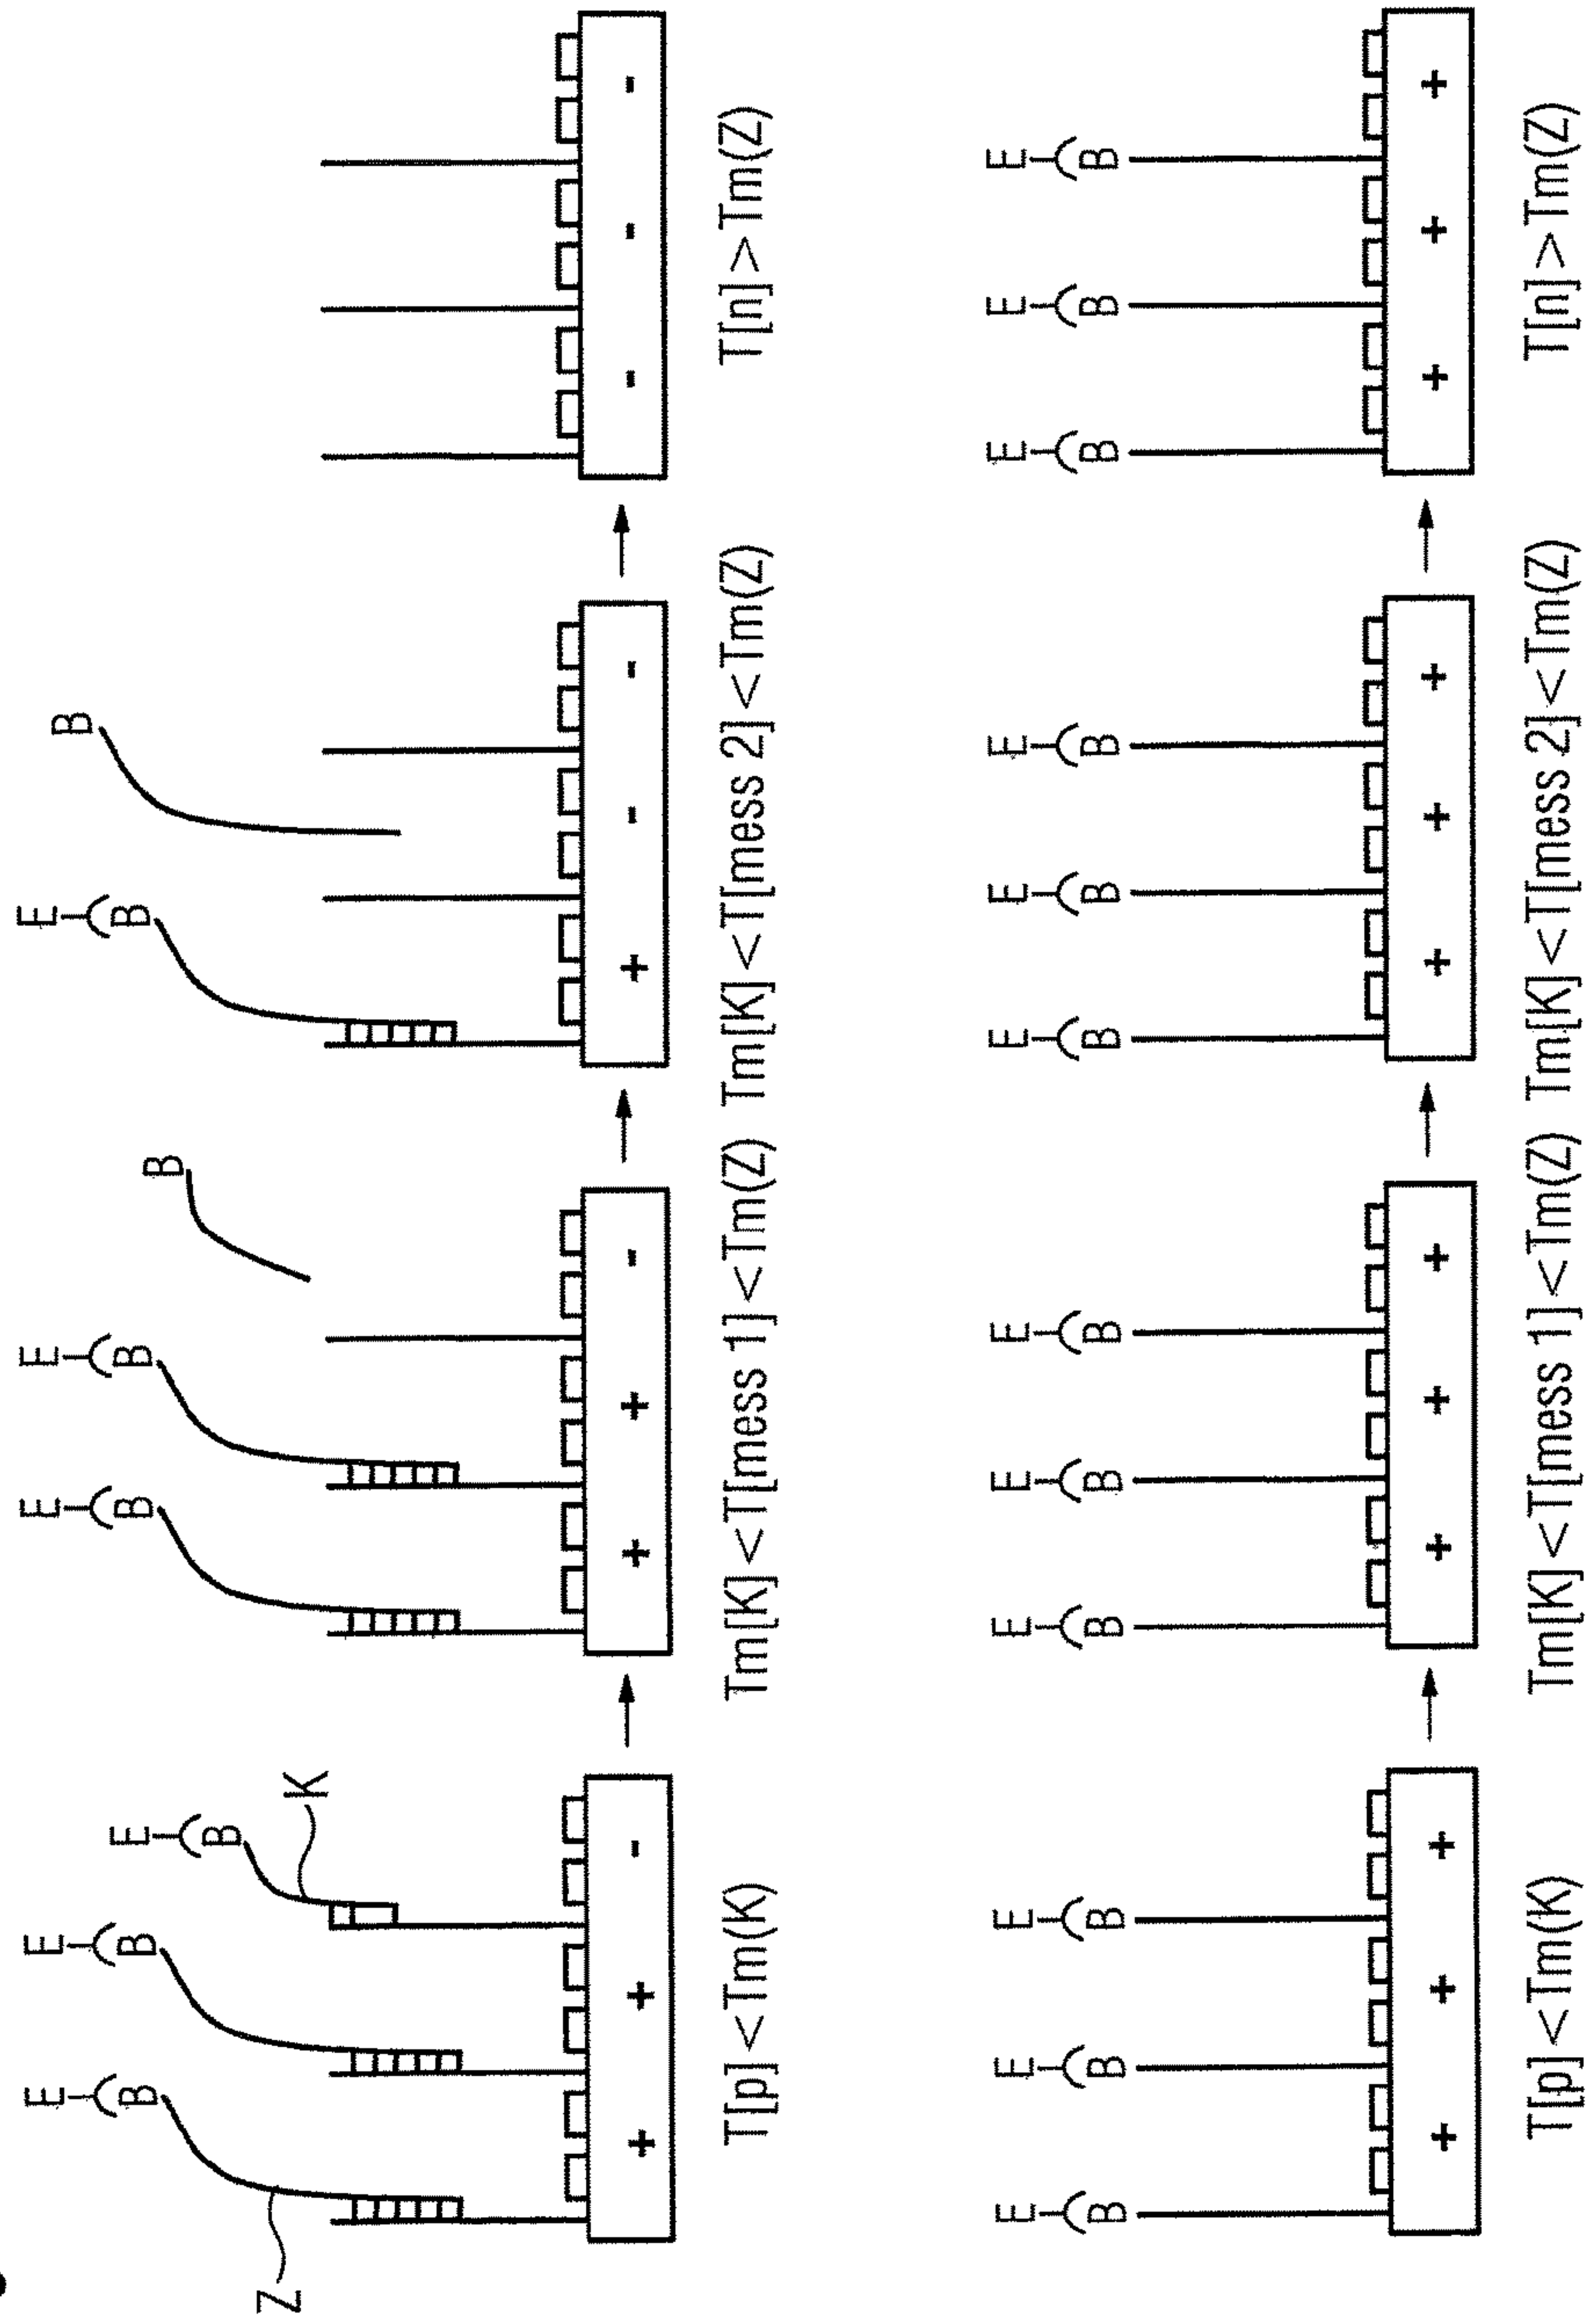 E E E E E
B B B B B B
E
B B
Z K
+ + - + + - + - - - - -
T[p]<Tm(K) Tm[K]<T[mess 1]<Tm(Z) Tm[K]<T[mess 2]<Tm(Z) T[n]>Tm(Z)
E E E E E E E E E E E E
B B B B B B B B B B B B
+ + + + + + + + + + + +
T[p]<Tm(K) Tm[K]<T[mess 1]<Tm(Z) Tm[K]<T[mess 2]<Tm(Z) T[n]>Tm(Z)